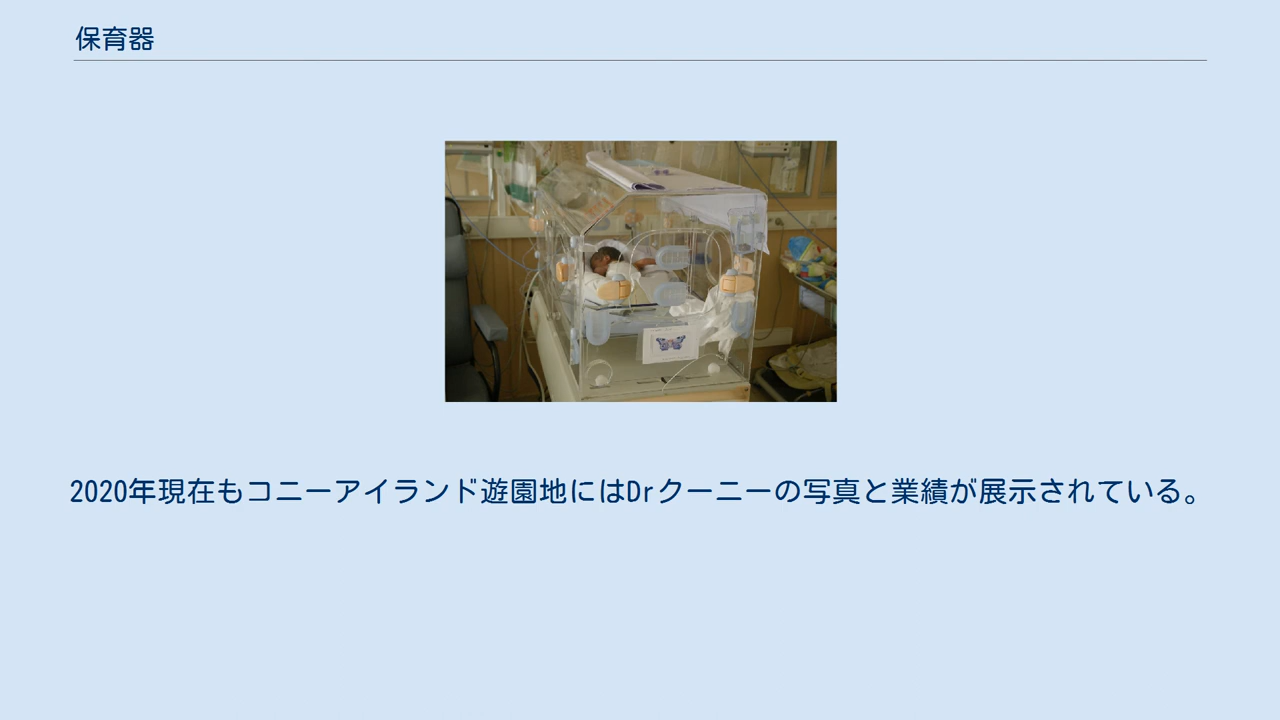 保育器
2020年現在もコニーアイランド遊園地にはDrクーニーの写真と業績が展示されている。